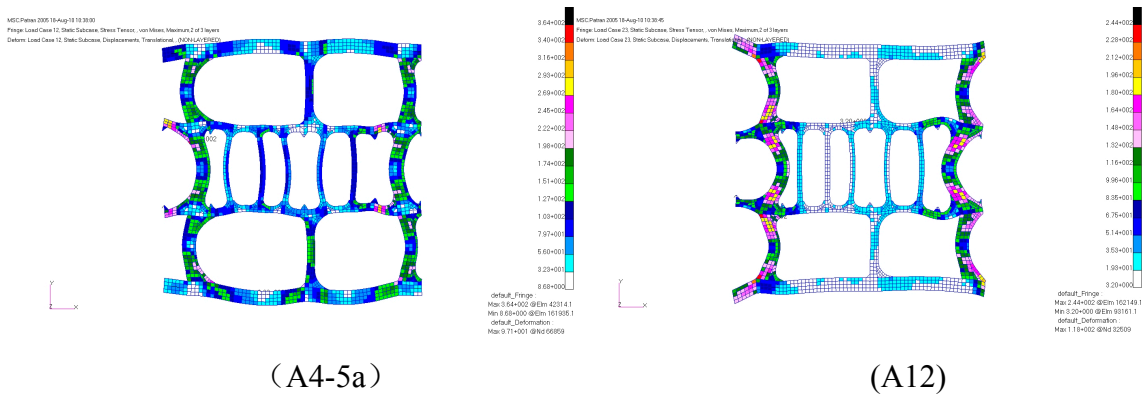 MSC.Patran 2005 18-Aug-18 10:38:00
Fringe: Load Case 12, Static Subcase, Stress Tensor, , von Mises, Maximum,2 of 3 layers
Deform: Load Case 12, Static Subcase, Displacements, Translational, , (NON-LAYERED)
3.64+002
3.40+002
3.16+002
2.93+002
2.69+002
2.45+002
2.22+002
1.98+002
1.74+002
1.51+002
1.27+002
1.03+002
7.97+001
5.60+001
3.23+001
8.68+000
002
Y
X
default_Fringe :
Max 3.64+002 @Elm 42314.1
Min 8.68+000 @Elm 161935.1
default_Deformation :
Max 9.71+001 @Nd 66859
(A4-5a)
MSC.Patran 2005 18-Aug-18 10:38:45
Fringe: Load Case 23, Static Subcase, Stress Tensor, , von Mises, Maximum,2 of 3 layers
Deform: Load Case 23, Static Subcase, Displacements, Translational, , (NON-LAYERED)
2.44+002
2.28+002
2.12+002
1.96+002
1.80+002
1.64+002
1.48+002
1.32+002
1.16+002
9.96+001
8.35+001
6.75+001
5.14+001
3.53+001
1.93+001
3.20+000
Y
X
default_Fringe :
Max 2.44+002 @Elm 162149.1
Min 3.20+000 @Elm 93161.1
default_Deformation :
Max 1.18+002 @Nd 32509
(A12)